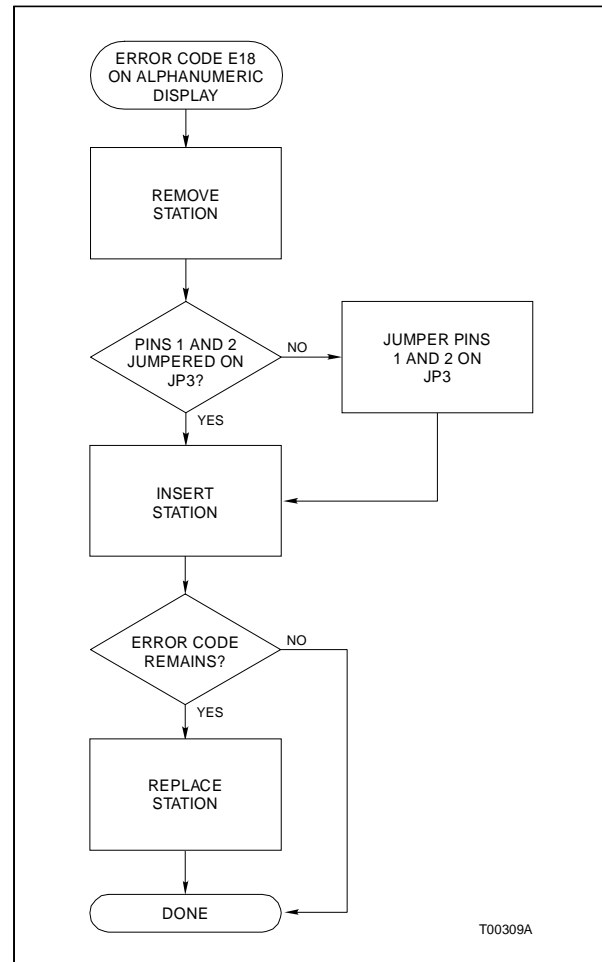 ERROR CODE E18
ON ALPHANUMERIC
DISPLAY
REMOVE
STATION
PINS 1 AND 2
JUMPERED ON
JP3?
NO
JUMPER PINS
1 AND 2 ON
JP3
YES
INSERT
STATION
ERROR CODE
REMAINS?
NO
YES
REPLACE
STATION
DONE
T00309A